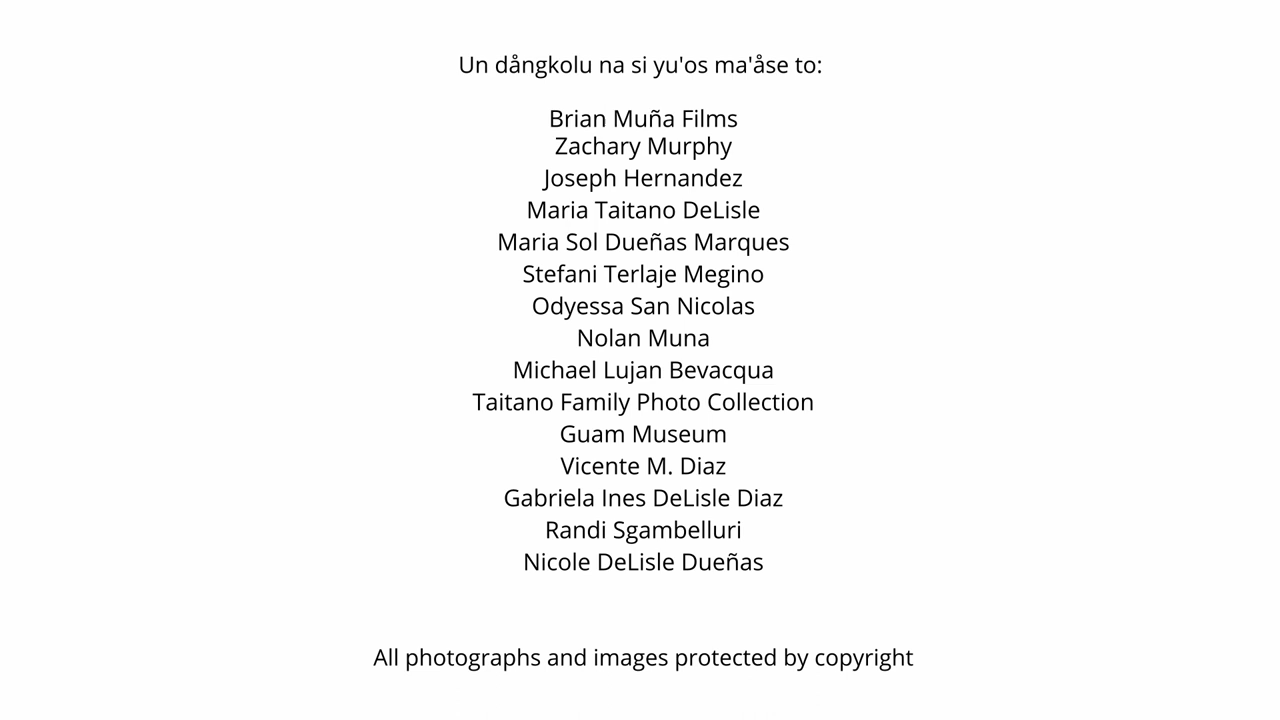 Un dångkolu na si yu'os ma'åse to:
Brian Muña Films
Zachary Murphy
Joseph Hernandez
Maria Taitano DeLisle
Maria Sol Dueñas Marques
Stefani Terlaje Megino
Odyessa San Nicolas
Nolan Muna
Michael Lujan Bevacqua
Taitano Family Photo Collection
Guam Museum
Vicente M. Diaz
Gabriela Ines DeLisle Diaz
Randi Sgambelluri
Nicole DeLisle Dueñas
All photographs and images protected by copyright